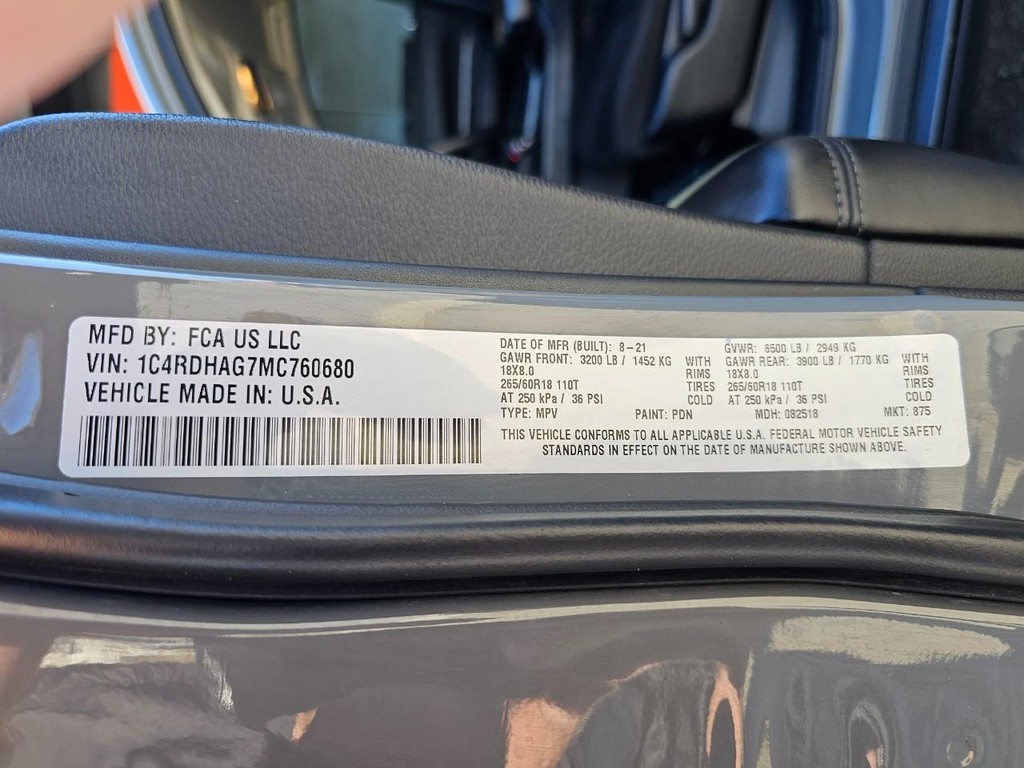 MFD BY: FCA US LLC
VIN: 1C4RDHAG7MC760680
VEHICLE MADE IN: U.S.A.
DATE OF MFR (BUILT): 8-21 GVWR: 6500 LB / 2949 KG
GAWR FRONT: 3200 LB / 1452 KG WITH GAWR REAR: 3900 LB / 1770 KG WITH
18X8.0 RIMS 18X8.0 RIMS
265/60R18 110T TIRES 265/60R18 110T TIRES
AT 250 kPa / 36 PSI COLD AT 250 kPa / 36 PSI COLD
TYPE: MPV PAINT: PDN MDH: 082518 MKT: 875
THIS VEHICLE CONFORMS TO ALL APPLICABLE U.S.A. FEDERAL MOTOR VEHICLE SAFETY
STANDARDS IN EFFECT ON THE DATE OF MANUFACTURE SHOWN ABOVE.